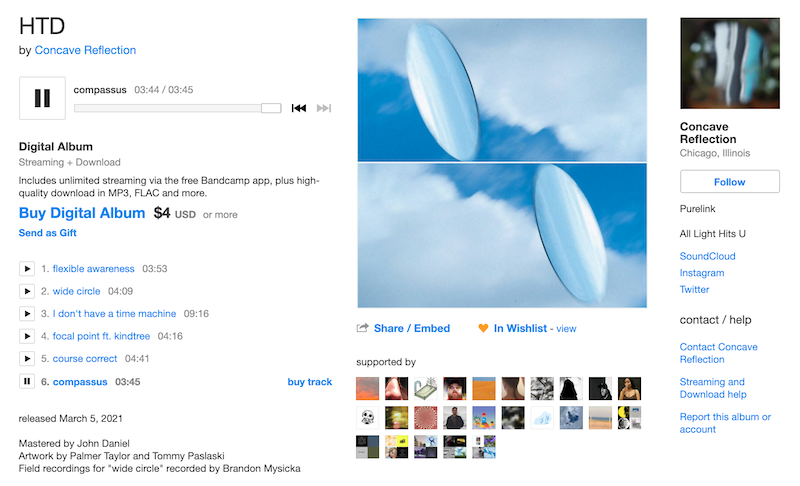 HTD
by Concave Reflection
compassus 03:44 / 03:45
Digital Album
Streaming + Download
Includes unlimited streaming via the free Bandcamp app, plus high-
quality download in MP3, FLAC and more.
Buy Digital Album $4 USD or more
Send as Gift
1. flexible awareness 03:53
2. wide circle 04:09
3. I don't have a time machine 09:16
4. focal point ft. kindtree 04:16
5. course correct 04:41
6. compassus 03:45 buy track
released March 5, 2021
Mastered by John Daniel
Artwork by Palmer Taylor and Tommy Paslaski
Field recordings for "wide circle" recorded by Brandon Mysicka
Share / Embed
In Wishlist - view
supported by
Concave
Reflection
Chicago, Illinois
Follow
Purelink
All Light Hits U
SoundCloud
Instagram
Twitter
contact / help
Contact Concave
Reflection
Streaming and
Download help
Report this album or
account